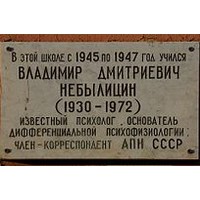 В этой школе с 1945 по 1947 год учился
ВЛАДИМИР ДМИТРИЕВИЧ
НЕБЫЛИЦИН
(1930-1972)
ИЗВЕСТНЫЙ ПСИХОЛОГ, ОСНОВАТЕЛЬ
ДИФФЕРЕНЦИАЛЬНОЙ ПСИХОФИЗИОЛОГИИ,
ЧЛЕН-КОРРЕСПОНДЕНТ АПН СССР